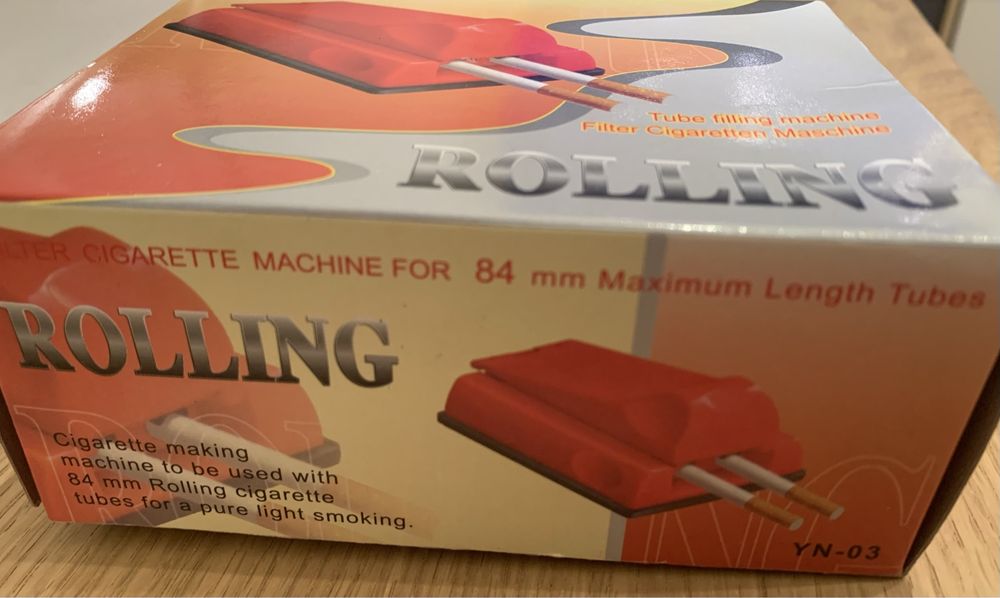 Tube filling machine
Filter Cigaretten Maschine
ROLLING
FILTER CIGARETTE MACHINE FOR 84 mm Maximum Length Tubes
ROLLING
Cigarette making
machine to be used with
84 mm Rolling cigarette
tubes for a pure light smoking.
YN-03